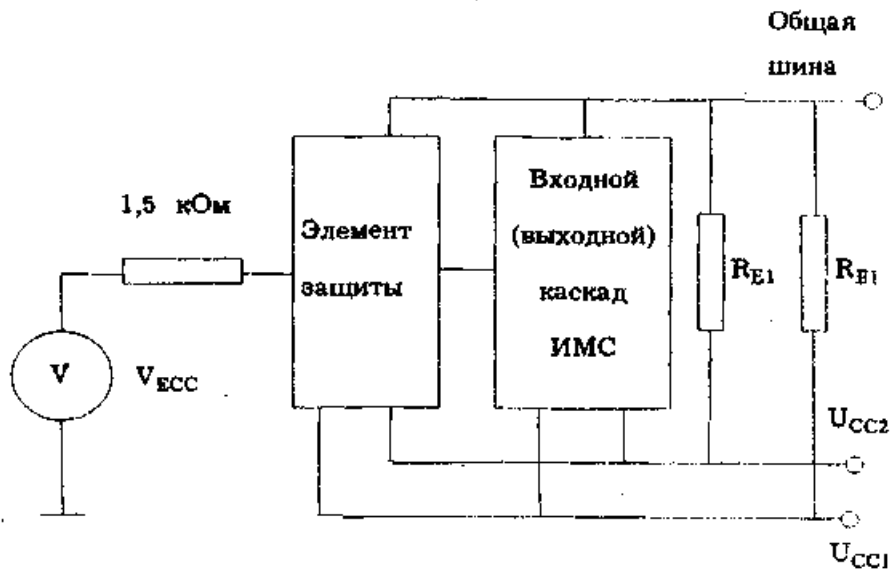 Общая
шина
1,5 кОм
Элемент
защиты
Входной
(выходной)
каскад
ИМС
R_E1
R_E1
V
V_ECC
U_CC2
U_CC1